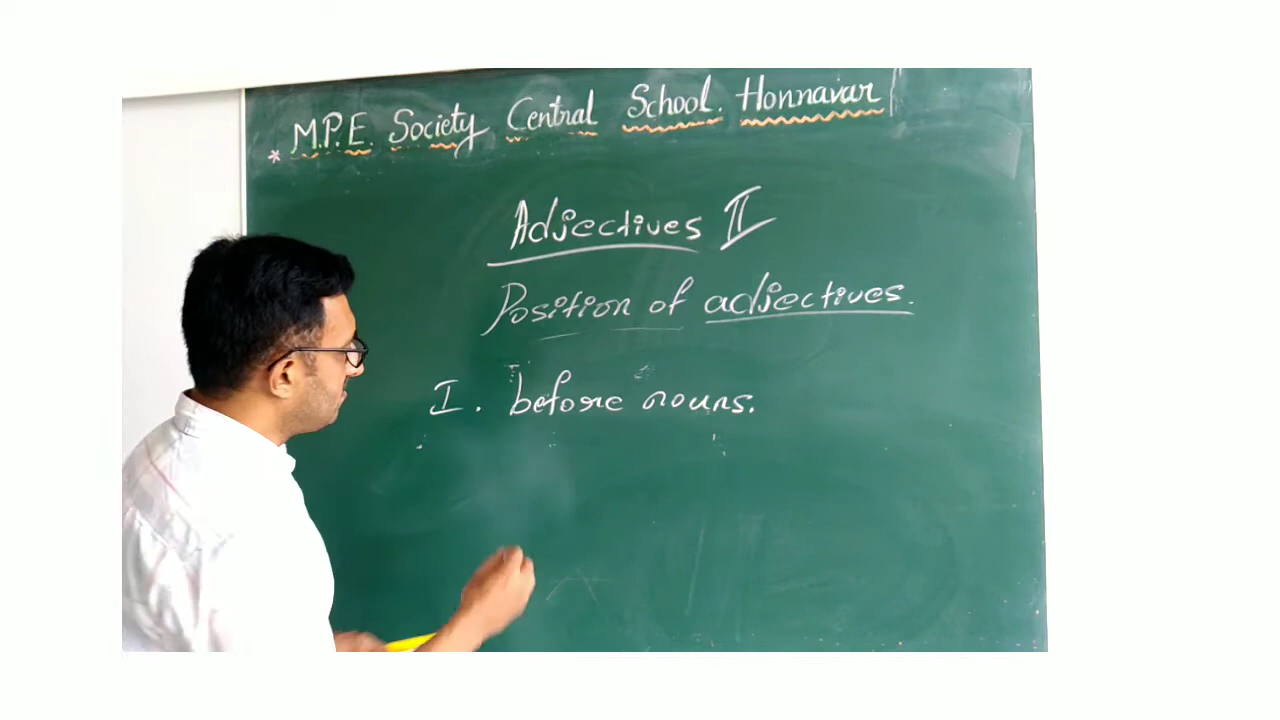 * M.P.E. Society Central School. Honnavar
Adjectives II
Position of adjectives.
I. before nouns.